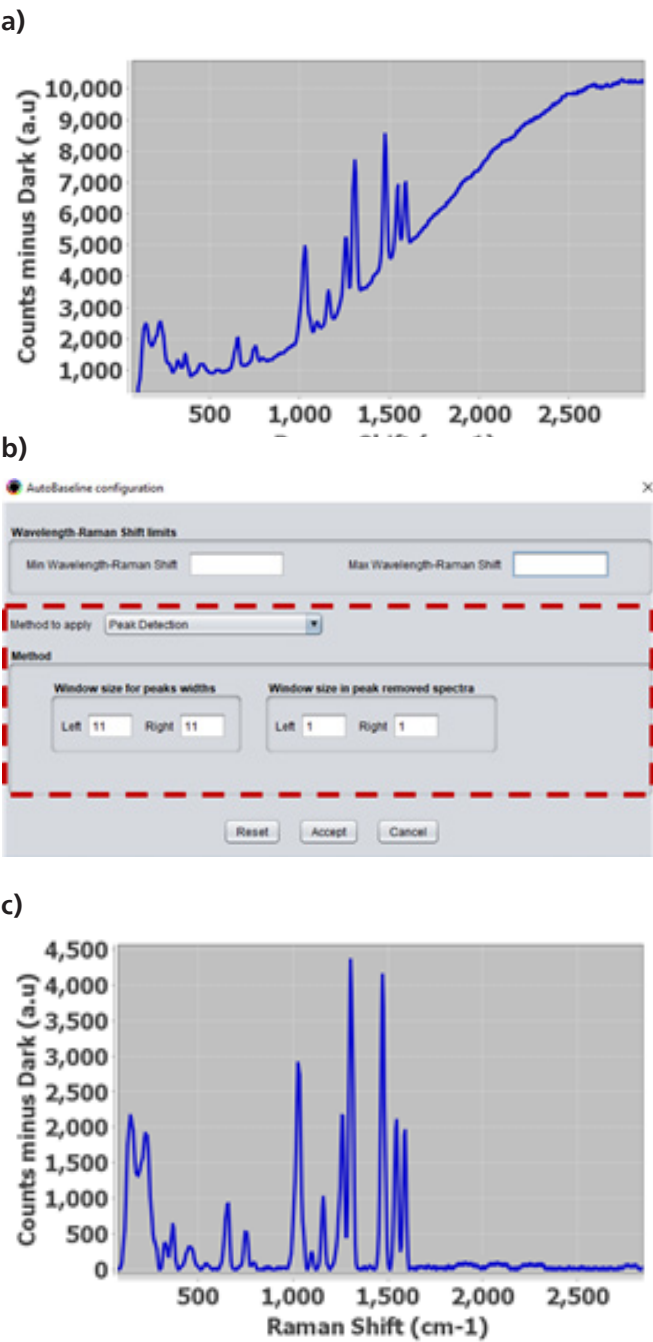 a)
Counts minus Dark (a.u)
10,000
9,000
8,000
7,000
6,000
5,000
4,000
3,000
2,000
1,000
500 1,000 1,500 2,000 2,500
b)
AutoBaseline configuration
Wavelength-Raman Shift limits
Min Wavelength-Raman Shift Max Wavelength-Raman Shift
Method to apply Peak Detection
Method
Window size for peaks widths Window size in peak removed spectra
Left 11 Right 11 Left 1 Right 1
Reset Accept Cancel
c)
Counts minus Dark (a.u)
4,500
4,000
3,500
3,000
2,500
2,000
1,500
1,000
500
0
500 1,000 1,500 2,000 2,500
Raman Shift (cm-1)